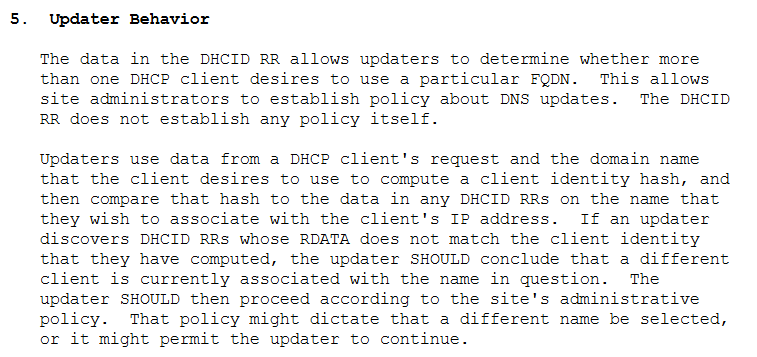 5. Updater Behavior
The data in the DHCID RR allows updaters to determine whether more
than one DHCP client desires to use a particular FQDN. This allows
site administrators to establish policy about DNS updates. The DHCID
RR does not establish any policy itself.
Updaters use data from a DHCP client's request and the domain name
that the client desires to use to compute a client identity hash, and
then compare that hash to the data in any DHCID RRs on the name that
they wish to associate with the client's IP address. If an updater
discovers DHCID RRs whose RDATA does not match the client identity
that they have computed, the updater SHOULD conclude that a different
client is currently associated with the name in question. The
updater SHOULD then proceed according to the site's administrative
policy. That policy might dictate that a different name be selected,
or it might permit the updater to continue.